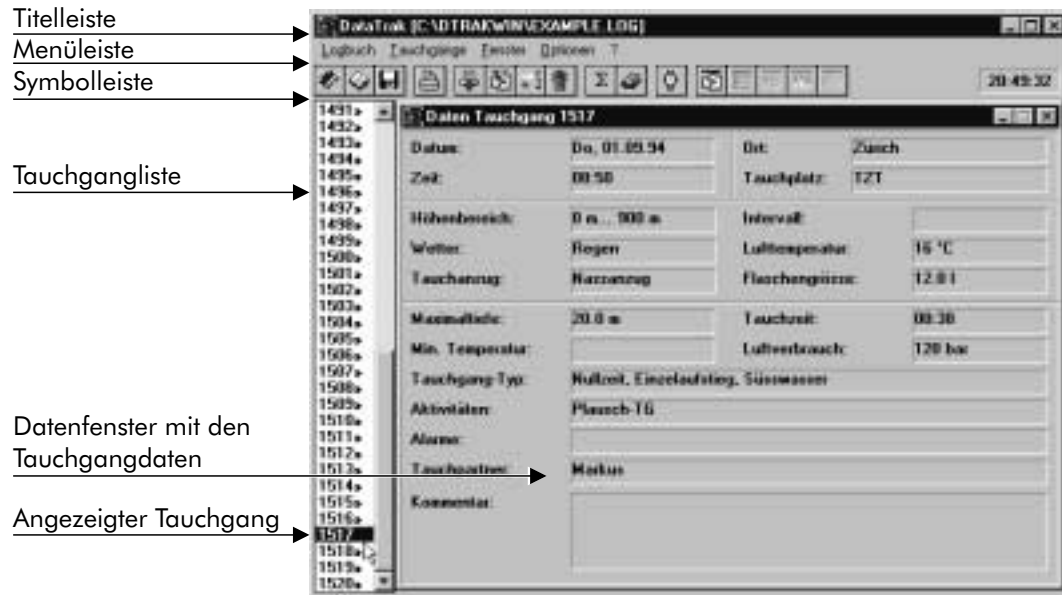 Titelleiste
Menüleiste
Symbolleiste
Tauchgangliste
Datenfenster mit den
Tauchgangdaten
Angezeigter Tauchgang
DataTrak [C:\DTRAKWIN\EXAMPLE.LOG]
Logbuch Tauchgänge Fenster Optionen ?
20:49:32
1491
1492
1493
1494
1495
1496
1497
1498
1499
1500
1501
1502
1503
1504
1505
1506
1507
1508
1509
1510
1511
1512
1513
1514
1515
1516
1517
1518
1519
1520
Daten Tauchgang 1517
Datum: Do, 01.09.94 Ort: Zürich
Zeit: 00:50 Tauchplatz: TZT
Höhenbereich: 0 m... 900 m Intervall:
Wetter: Regen Lufttemperatur: 16 °C
Tauchanzug: Nassanzug Flaschengrösse: 12.0 l
Maximaltiefe: 20.0 m Tauchzeit: 00:30
Min. Temperatur: Luftverbrauch: 120 bar
Tauchgang-Typ: Nullzeit, Einzelaufstieg, Süsswasser
Aktivitäten: Plausch-TG
Alarme:
Tauchpartner: Markus
Kommentar: